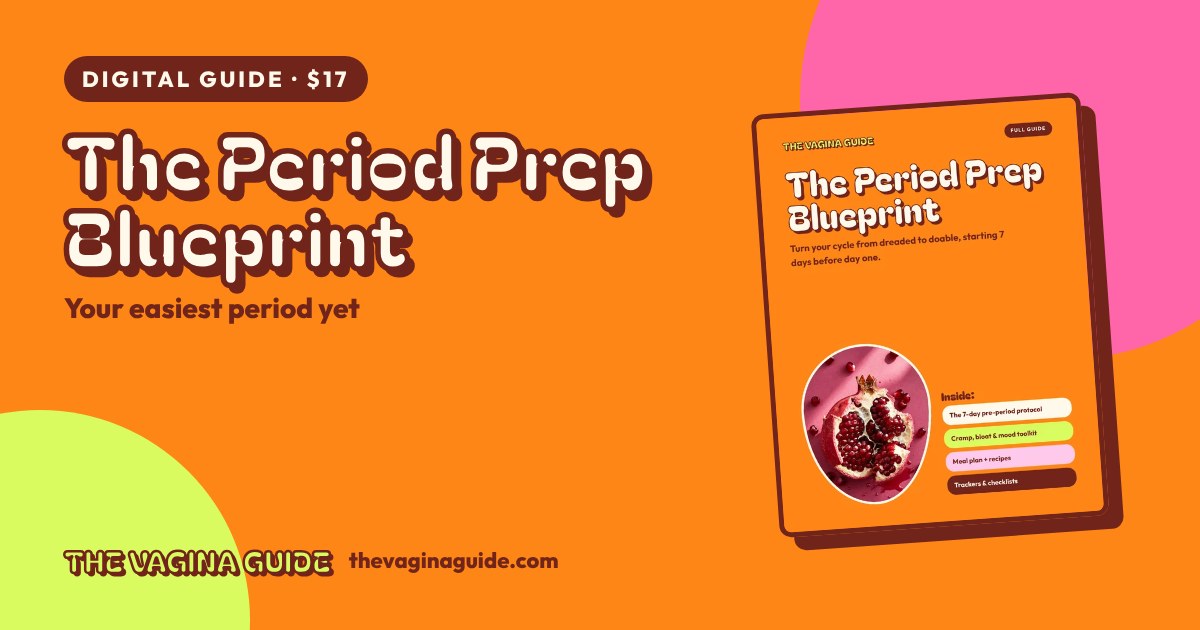 DIGITAL GUIDE · $17
The Period Prep
Blueprint
Your easiest period yet
THE VAGINA GUIDE
thevaginaguide.com
THE VAGINA GUIDE
FULL GUIDE
The Period Prep
Blueprint
Turn your cycle from dreaded to doable, starting 7
days before day one.
Inside:
The 7-day pre-period protocol
Cramp, bloat & mood toolkit
Meal plan + recipes
Trackers & checklists